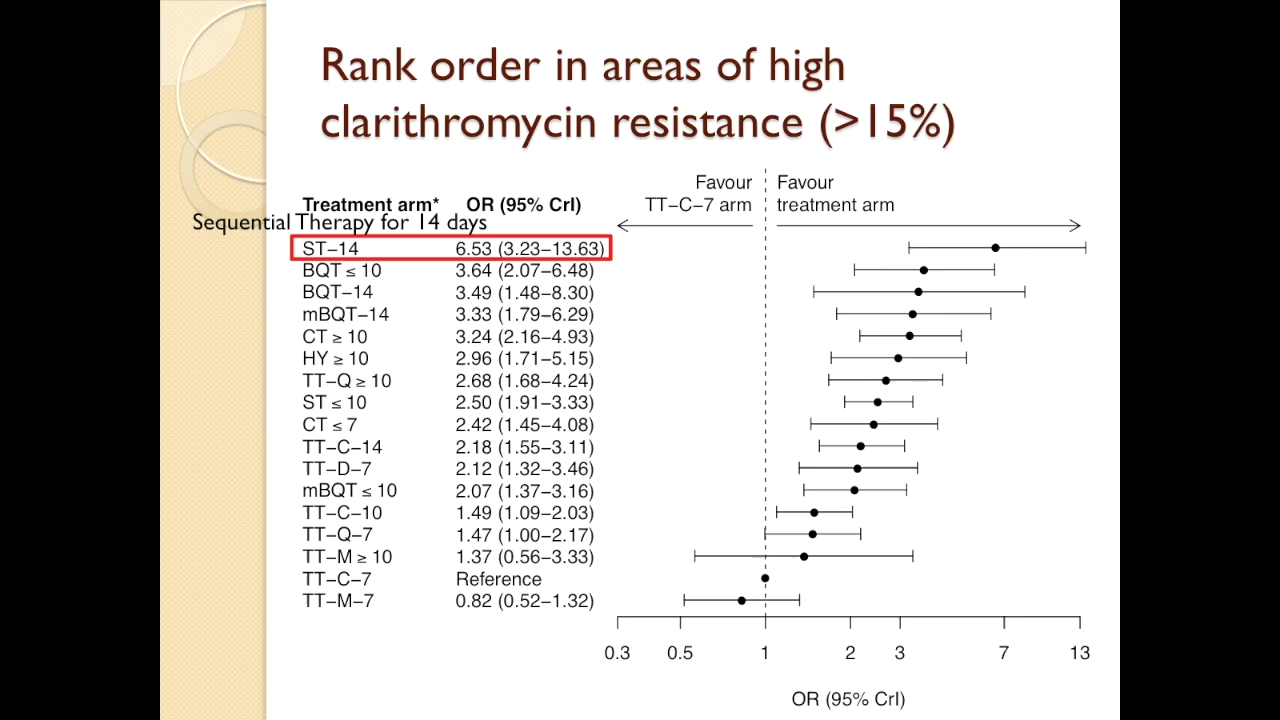 Rank order in areas of high
clarithromycin resistance (>15%)
Favour Favour
Treatment arm* OR (95% CrI) TT–C–7 arm treatment arm
Sequential Therapy for 14 days
ST–14 6.53 (3.23–13.63)
BQT ≤ 10 3.64 (2.07–6.48)
BQT–14 3.49 (1.48–8.30)
mBQT–14 3.33 (1.79–6.29)
CT ≥ 10 3.24 (2.16–4.93)
HY ≥ 10 2.96 (1.71–5.15)
TT–Q ≥ 10 2.68 (1.68–4.24)
ST ≤ 10 2.50 (1.91–3.33)
CT ≤ 7 2.42 (1.45–4.08)
TT–C–14 2.18 (1.55–3.11)
TT–D–7 2.12 (1.32–3.46)
mBQT ≤ 10 2.07 (1.37–3.16)
TT–C–10 1.49 (1.09–2.03)
TT–Q–7 1.47 (1.00–2.17)
TT–M ≥ 10 1.37 (0.56–3.33)
TT–C–7 Reference
TT–M–7 0.82 (0.52–1.32)
0.3 0.5 1 2 3 7 13
OR (95% CrI)